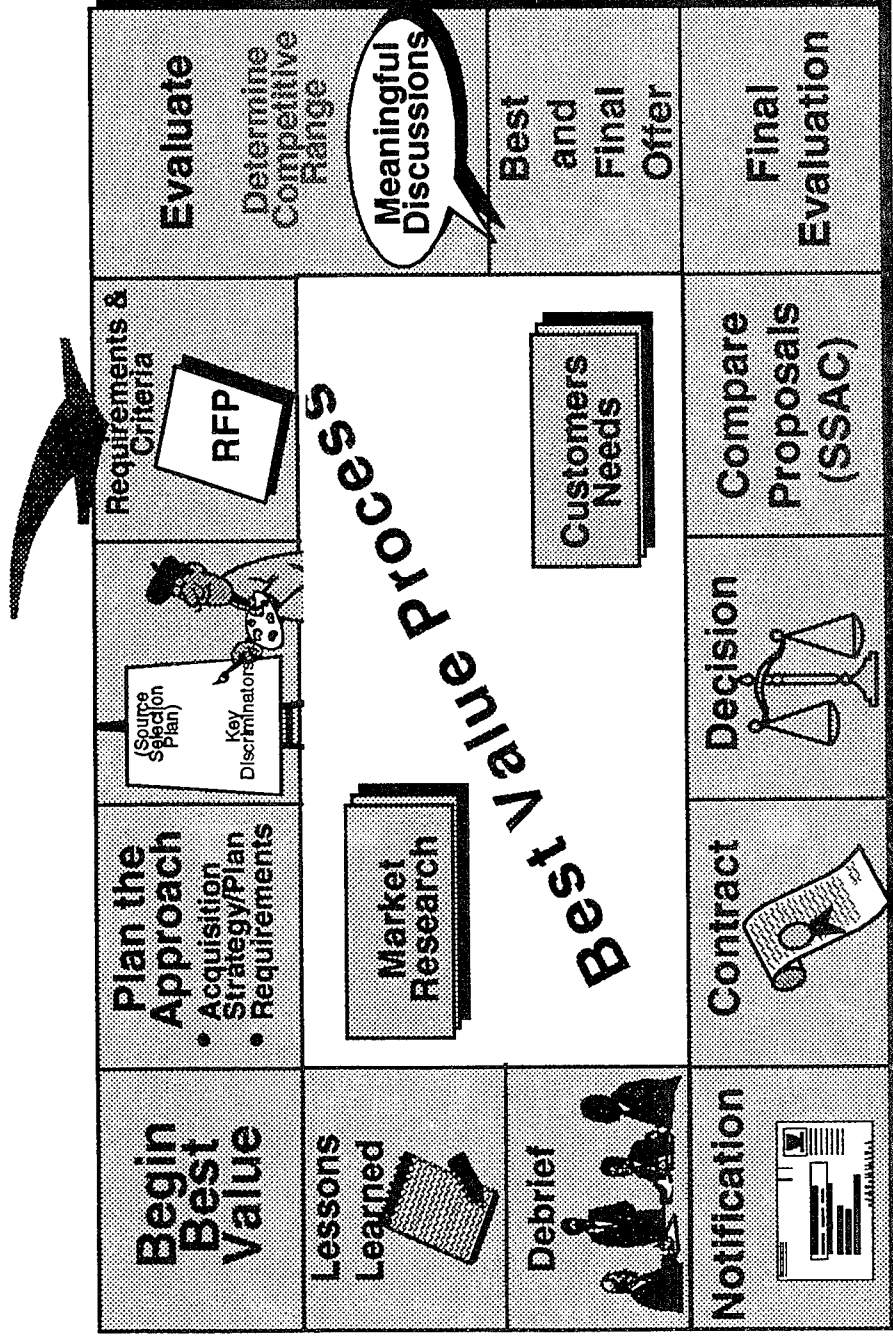 Begin
Best
Value
Plan the
Approach
• Acquisition
Strategy/Plan
• Requirements
(Source
Selection
Plan)
Key
Discriminators
Requirements &
Criteria
RFP
Evaluate
Determine
Competitive
Range
Meaningful
Discussions
Best
and
Final
Offer
Final
Evaluation
Compare
Proposals
(SSAC)
Decision
Contract
Notification
Debrief
Lessons
Learned
Market
Research
Best Value Process
Customers
Needs